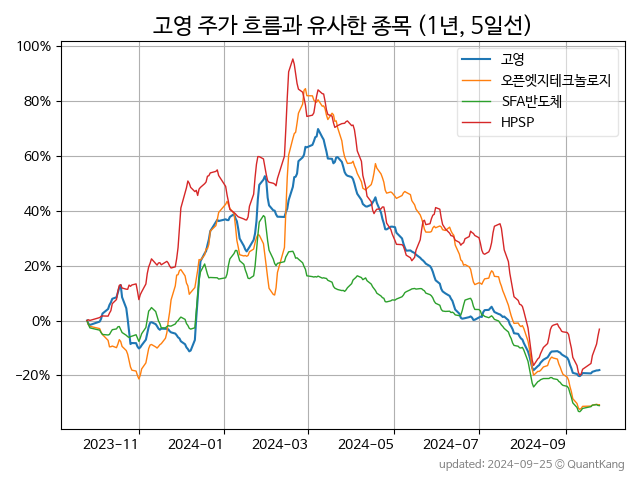 고영 주가 흐름과 유사한 종목 (1년, 5일선)
고영
오픈엣지테크놀로지
SFA반도체
HPSP
100%
80%
60%
40%
20%
0%
−20%
2023-11
2024-01
2024-03
2024-05
2024-07
2024-09
updated: 2024-09-25 © QuantKang